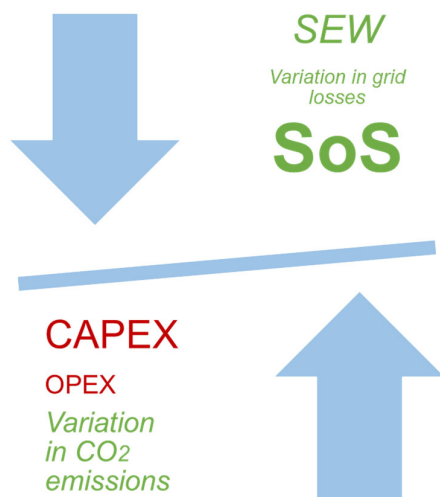 SEW
Variation in grid
losses
SoS
CAPEX
OPEX
Variation
in CO2
emissions